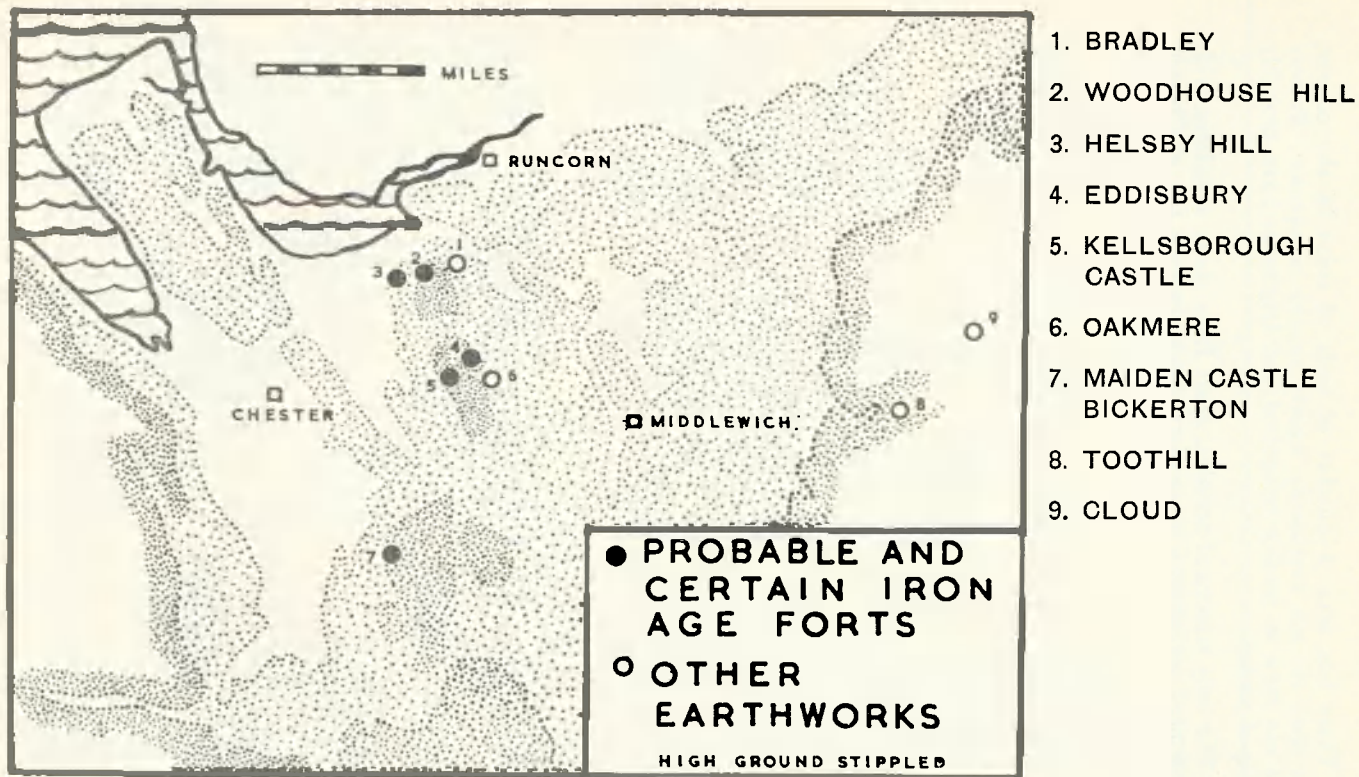 MILES
RUNCORN
1
2
3
4
5
6
7
8
9
CHESTER
MIDDLEWICH.
PROBABLE AND
CERTAIN IRON
AGE FORTS
OTHER
EARTHWORKS
HIGH GROUND STIPPLED
1. BRADLEY
2. WOODHOUSE HILL
3. HELSBY HILL
4. EDDISBURY
5. KELLSBOROUGH
CASTLE
6. OAKMERE
7. MAIDEN CASTLE
BICKERTON
8. TOOTHILL
9. CLOUD